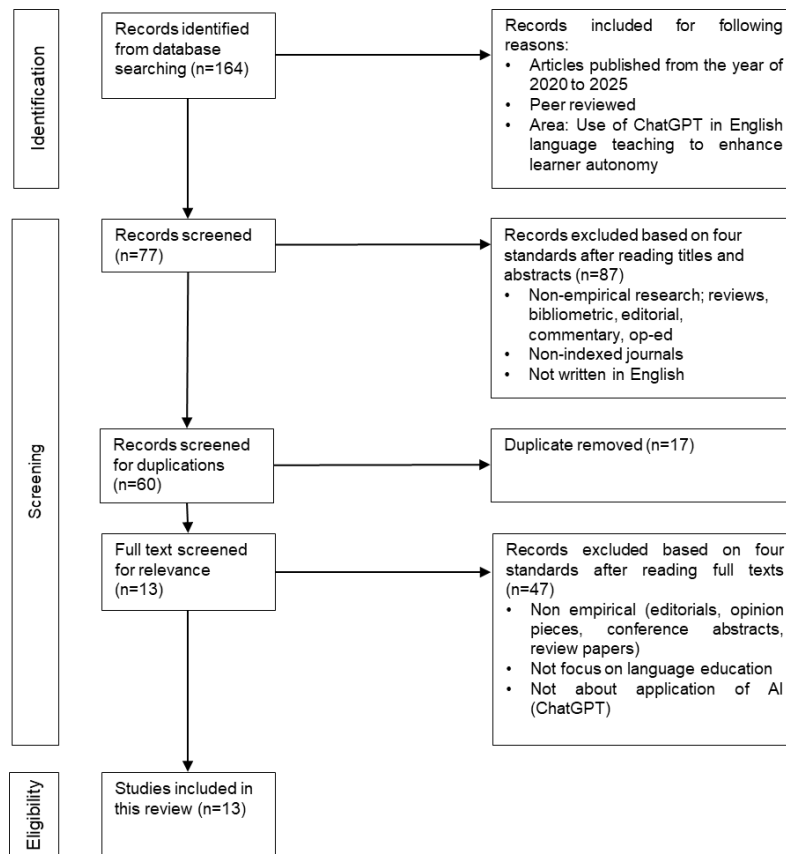 Identification
Records identified
from database
searching (n=164)
Records included for following
reasons:
• Articles published from the year of
2020 to 2025
• Peer reviewed
• Area: Use of ChatGPT in English
language teaching to enhance
learner autonomy
Screening
Records screened
(n=77)
Records excluded based on four
standards after reading titles and
abstracts (n=87)
• Non-empirical research; reviews,
bibliometric, editorial,
commentary, op-ed
• Non-indexed journals
• Not written in English
Records screened
for duplications
(n=60)
Duplicate removed (n=17)
Full text screened
for relevance
(n=13)
Records excluded based on four
standards after reading full texts
(n=47)
• Non empirical (editorials, opinion
pieces, conference abstracts,
review papers)
• Not focus on language education
• Not about application of AI
(ChatGPT)
Eligibility
Studies included in
this review (n=13)